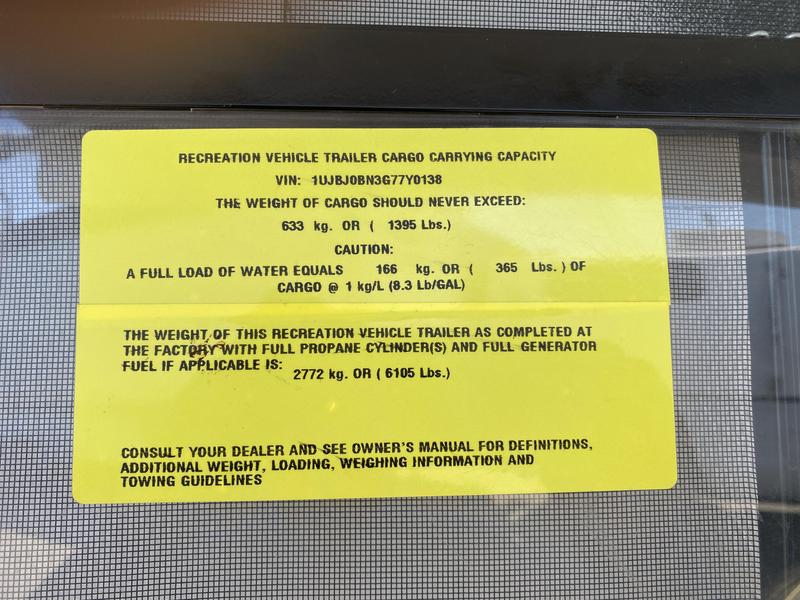 RECREATION VEHICLE TRAILER CARGO CARRYING CAPACITY
VIN: 1UJBJ0BN3G77Y0138
THE WEIGHT OF CARGO SHOULD NEVER EXCEED:
633 kg. OR ( 1395 Lbs.)
CAUTION:
A FULL LOAD OF WATER EQUALS 166 kg. OR ( 365 Lbs. ) OF
CARGO @ 1 kg/L (8.3 Lb/GAL)
THE WEIGHT OF THIS RECREATION VEHICLE TRAILER AS COMPLETED AT
THE FACTORY WITH FULL PROPANE CYLINDER(S) AND FULL GENERATOR
FUEL IF APPLICABLE IS:
2772 kg. OR ( 6105 Lbs.)
CONSULT YOUR DEALER AND SEE OWNER'S MANUAL FOR DEFINITIONS,
ADDITIONAL WEIGHT, LOADING, WEIGHING INFORMATION AND
TOWING GUIDELINES